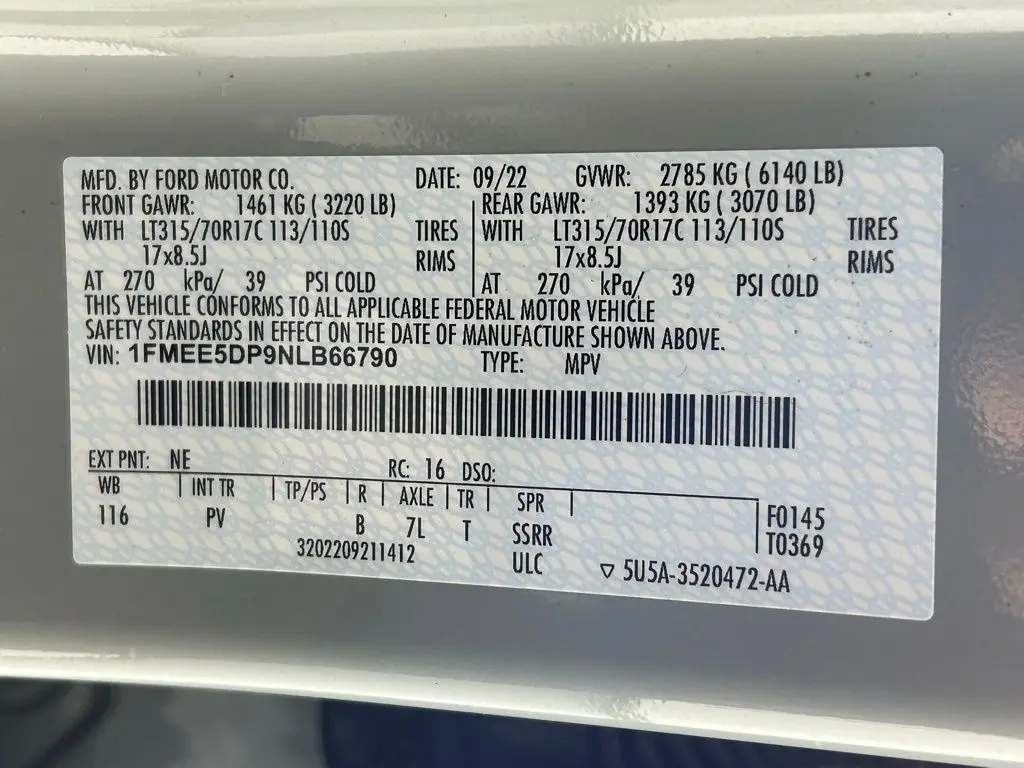 MFD. BY FORD MOTOR CO. DATE: 09/22 GVWR: 2785 KG ( 6140 LB)
FRONT GAWR: 1461 KG ( 3220 LB) REAR GAWR: 1393 KG ( 3070 LB)
WITH LT315/70R17C 113/110S TIRES WITH LT315/70R17C 113/110S TIRES
17x8.5J RIMS 17x8.5J RIMS
AT 270 kPa/ 39 PSI COLD AT 270 kPa/ 39 PSI COLD
THIS VEHICLE CONFORMS TO ALL APPLICABLE FEDERAL MOTOR VEHICLE
SAFETY STANDARDS IN EFFECT ON THE DATE OF MANUFACTURE SHOWN ABOVE.
VIN: 1FMEE5DP9NLB66790 TYPE: MPV
EXT PNT: NE RC: 16 DSO:
WB INT TR TP/PS R AXLE TR SPR
116 PV B 7L T SSRR F0145
3202209211412 ULC T0369
▽ 5U5A-3520472-AA